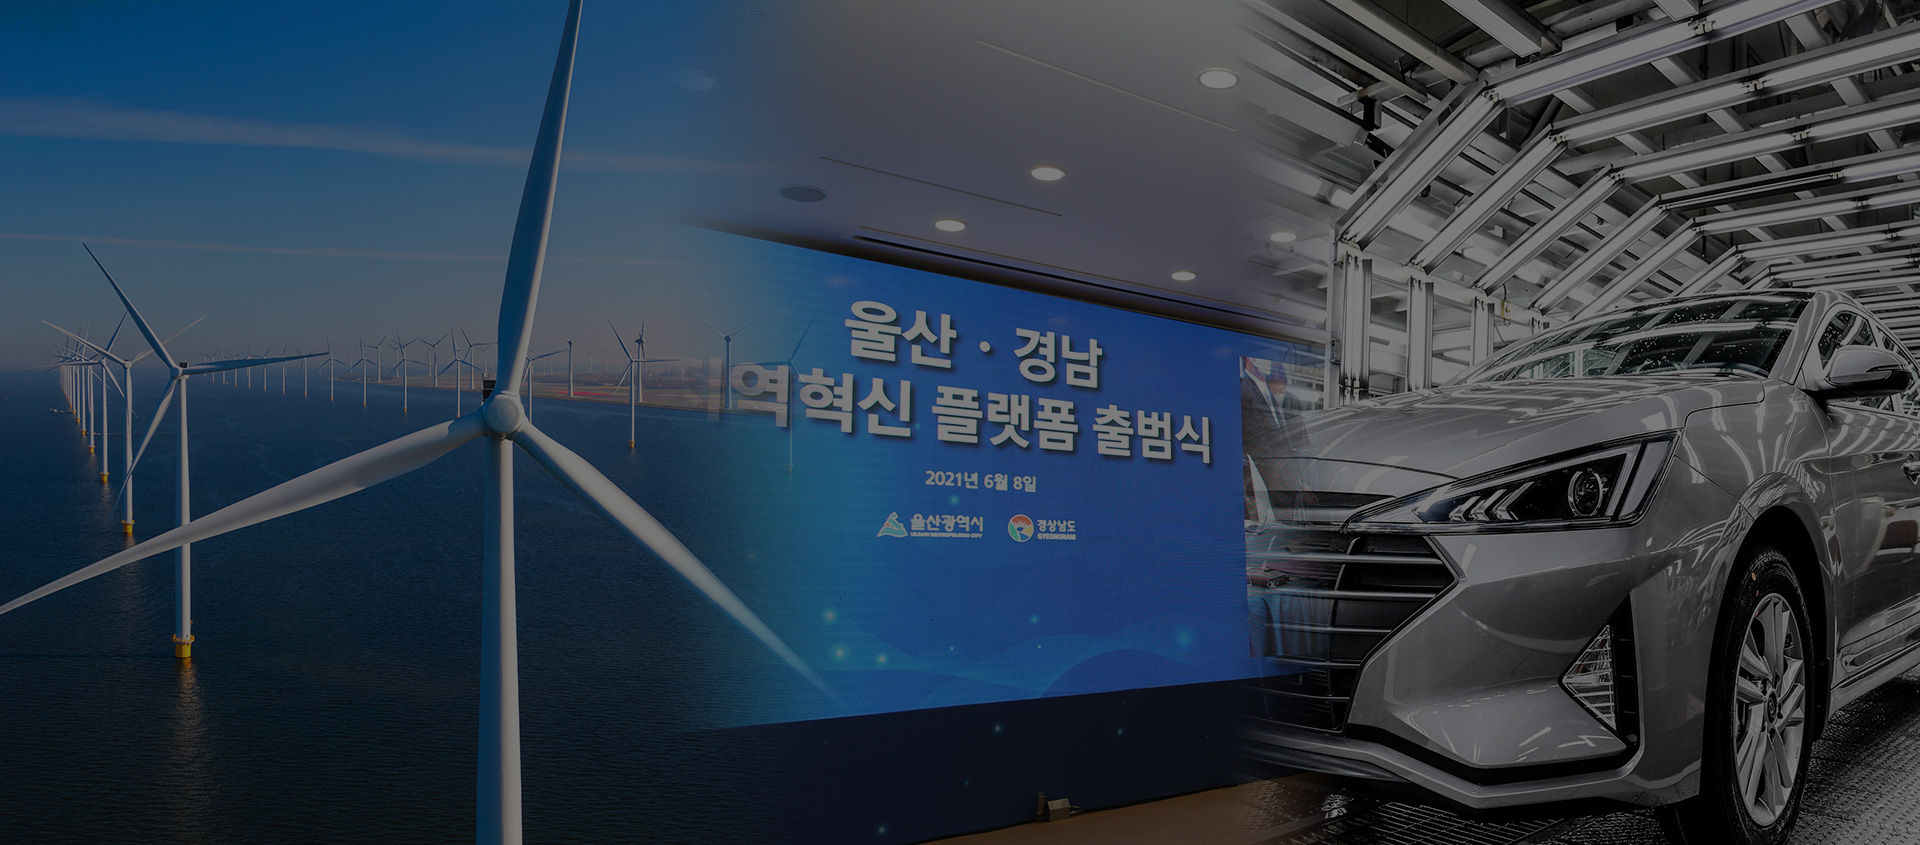 울산 · 경남
지역혁신 플랫폼 출범식
2021년 6월 8일
울산광역시
ULSAN METROPOLITAN CITY
경상남도
GYEONGNAM